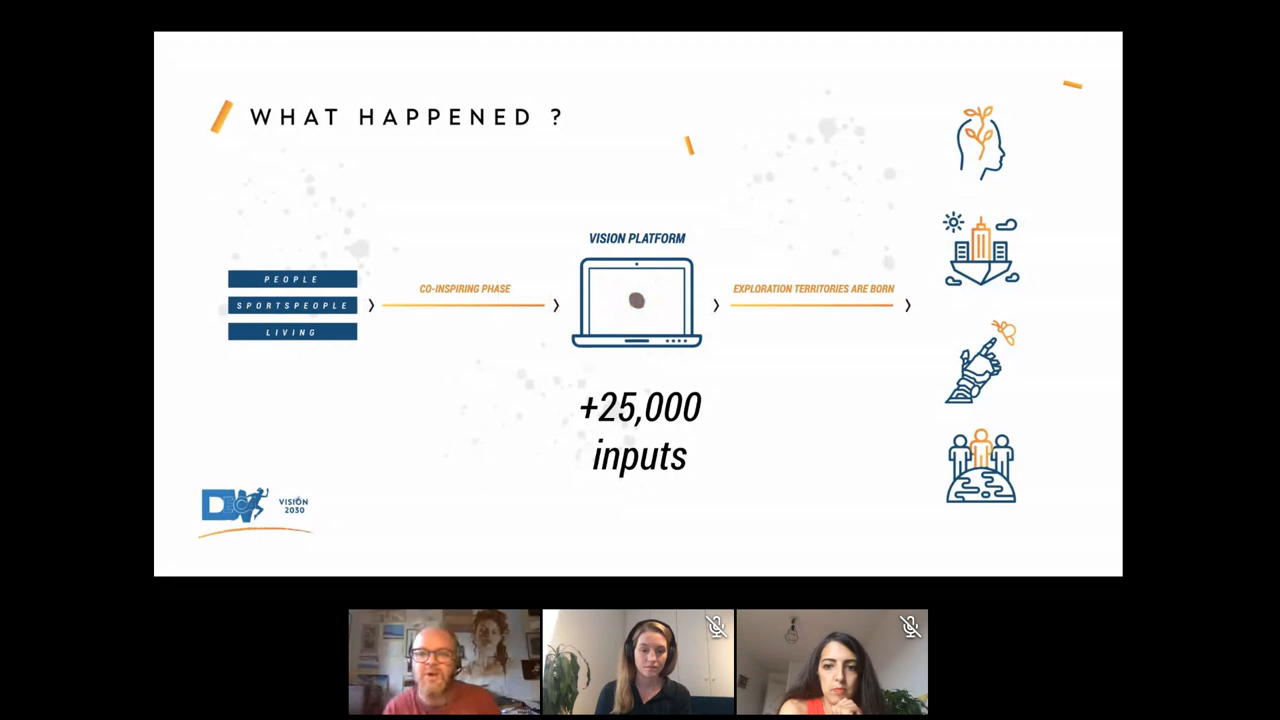 WHAT HAPPENED ?
PEOPLE
SPORTSPEOPLE
LIVING
CO-INSPIRING PHASE
VISION PLATFORM
EXPLORATION TERRITORIES ARE BORN
+25,000
inputs
DEC
VISION
2030